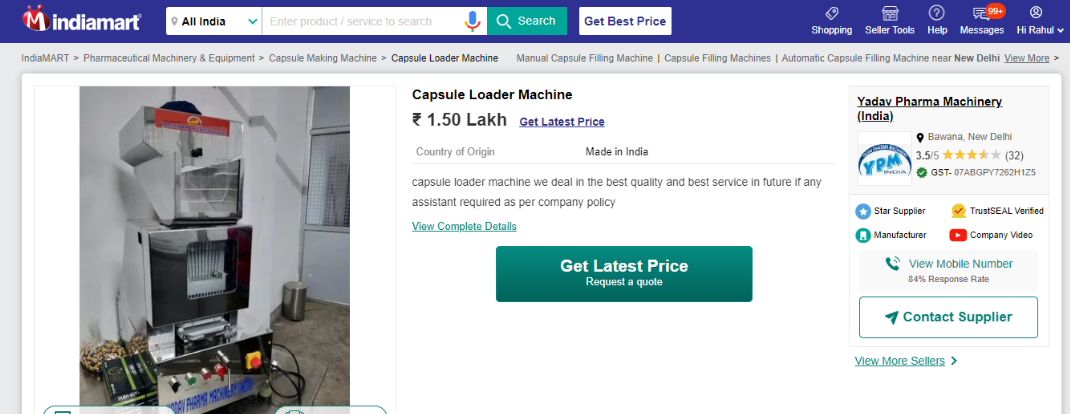 indiamart
All India
Enter product / service to search
Search
Get Best Price
Shopping
Seller Tools
Help
99+
Messages
Hi Rahul
IndiaMART > Pharmaceutical Machinery & Equipment > Capsule Making Machine > Capsule Loader Machine
Manual Capsule Filling Machine | Capsule Filling Machines | Automatic Capsule Filling Machine near New Delhi View More >
Capsule Loader Machine
₹ 1.50 Lakh Get Latest Price
Country of Origin Made in India
capsule loader machine we deal in the best quality and best service in future if any
assistant required as per company policy
View Complete Details
Get Latest Price
Request a quote
YADAV PHARMA MACHINERY
Yadav Pharma Machinery
(India)
YPM
INDIA
Bawana, New Delhi
3.5/5 (32)
GST- 07ABGPY7262H1Z5
Star Supplier
TrustSEAL Verified
Manufacturer
Company Video
View Mobile Number
84% Response Rate
Contact Supplier
View More Sellers >